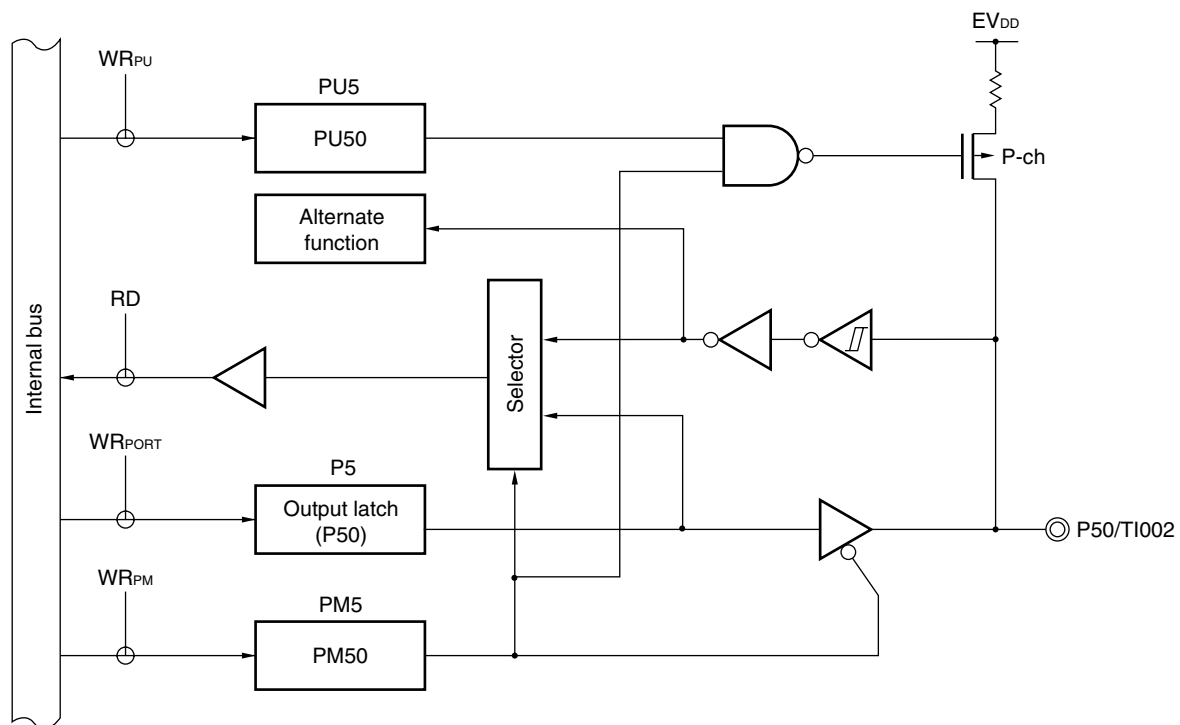 EVDD
WRPU
PU5
PU50
P-ch
Alternate
function
RD
Internal bus
Selector
WRPORT
P5
Output latch
(P50)
P50/TI002
WRPM
PM5
PM50